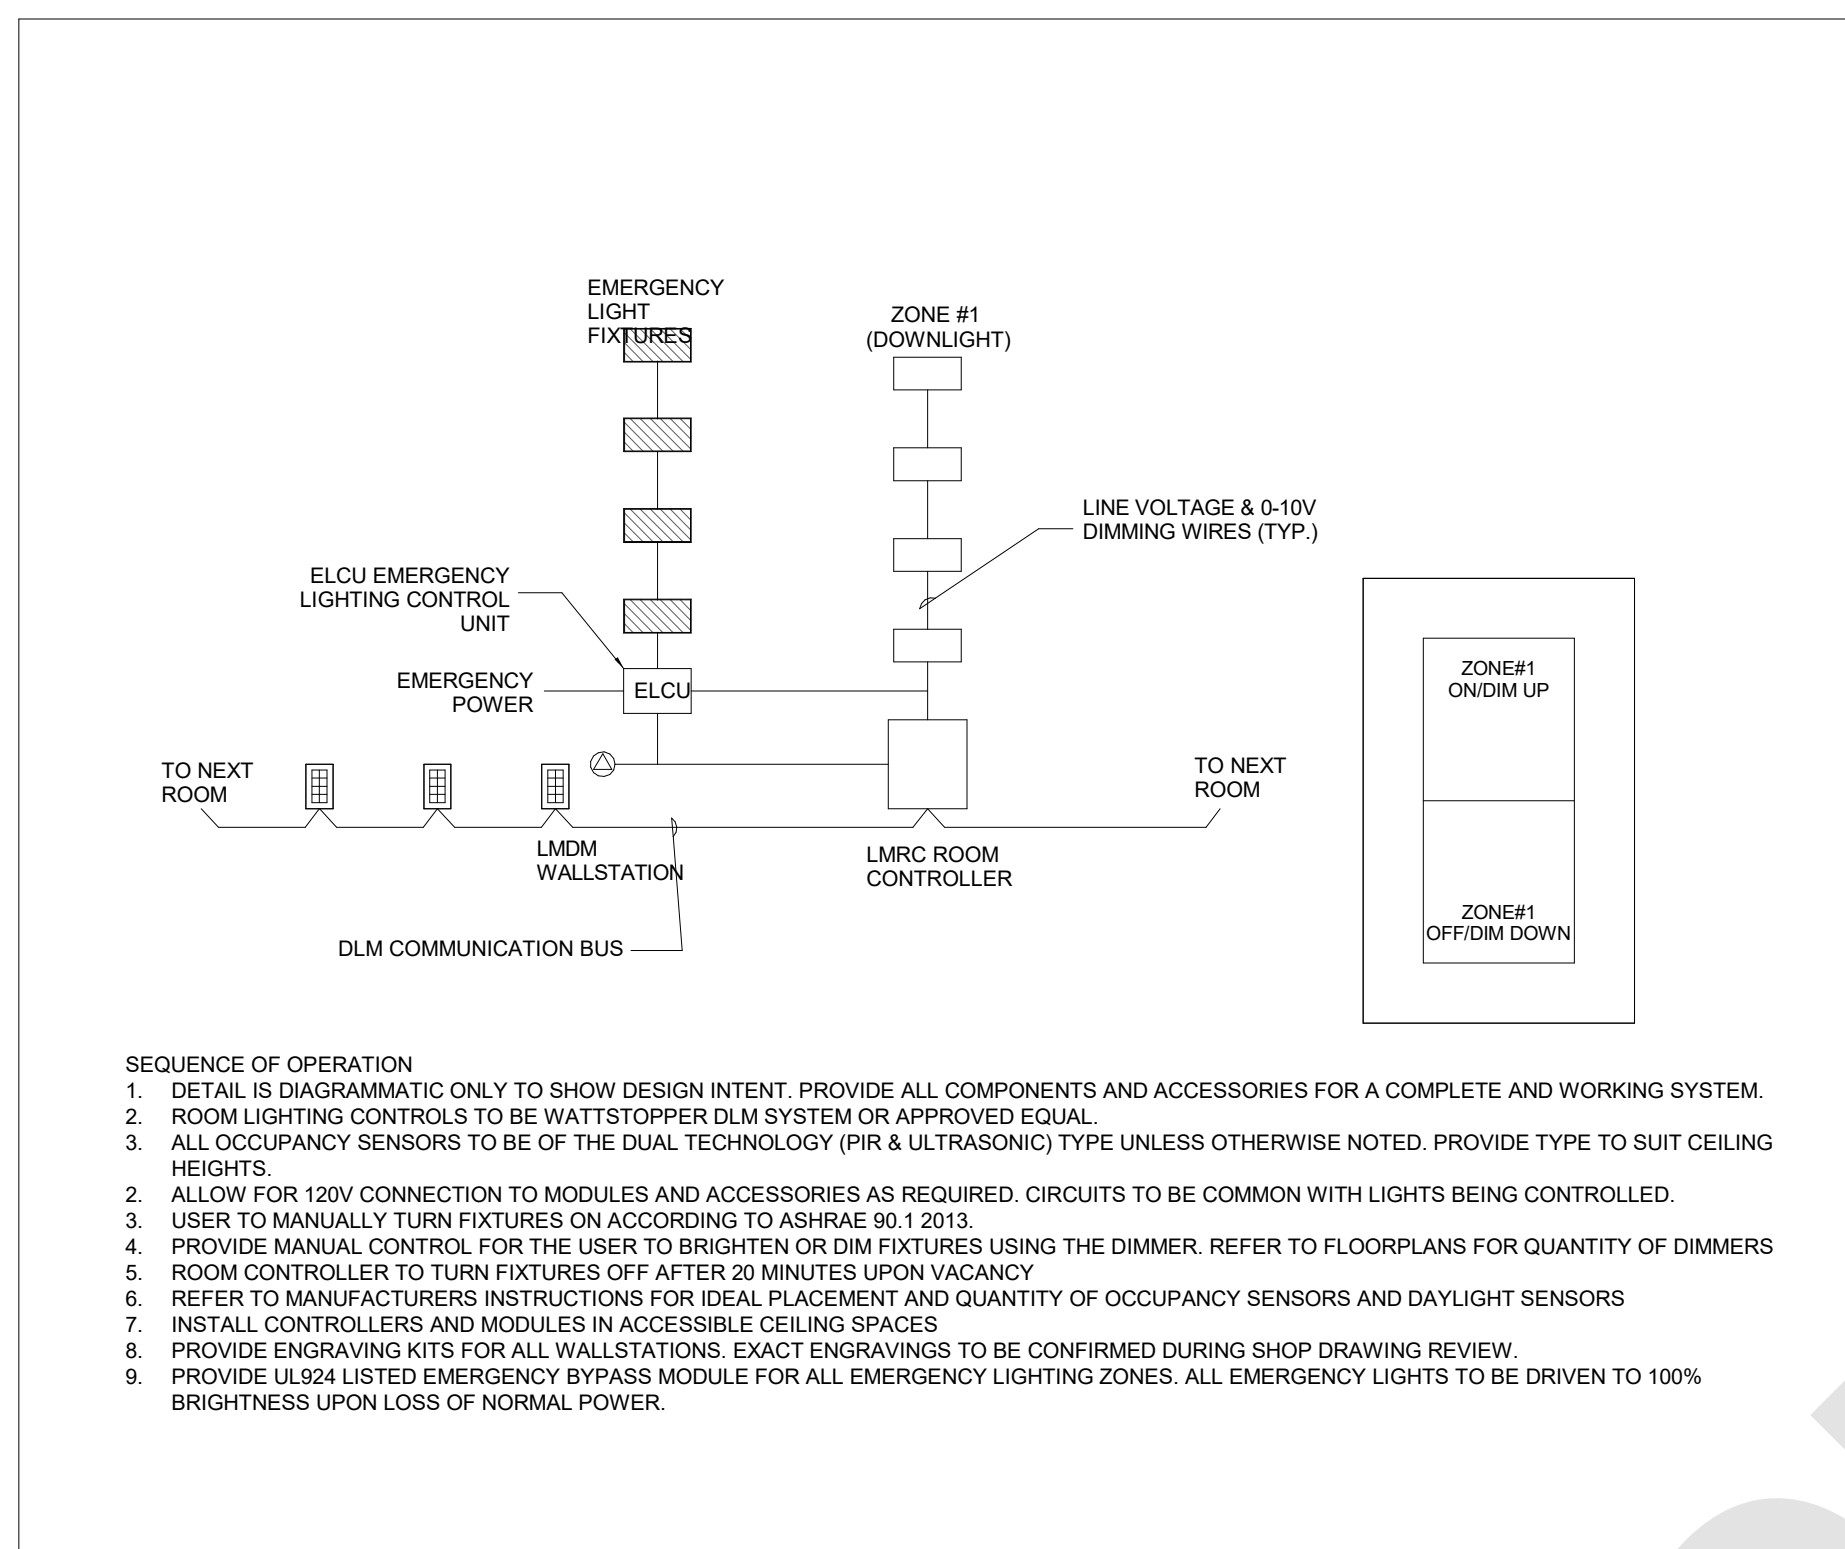 EMERGENCY
LIGHT
FIXTURES
ZONE #1
(DOWNLIGHT)
LINE VOLTAGE & 0-10V
DIMMING WIRES (TYP.)
ELCU EMERGENCY
LIGHTING CONTROL
UNIT
EMERGENCY
POWER
ELCU
ZONE#1
ON/DIM UP
TO NEXT
ROOM
TO NEXT
ROOM
LMDM
WALLSTATION
LMRC ROOM
CONTROLLER
ZONE#1
OFF/DIM DOWN
DLM COMMUNICATION BUS
SEQUENCE OF OPERATION
1. DETAIL IS DIAGRAMMATIC ONLY TO SHOW DESIGN INTENT. PROVIDE ALL COMPONENTS AND ACCESSORIES FOR A COMPLETE AND WORKING SYSTEM.
2. ROOM LIGHTING CONTROLS TO BE WATTSTOPPER DLM SYSTEM OR APPROVED EQUAL.
3. ALL OCCUPANCY SENSORS TO BE OF THE DUAL TECHNOLOGY (PIR & ULTRASONIC) TYPE UNLESS OTHERWISE NOTED. PROVIDE TYPE TO SUIT CEILING
HEIGHTS.
2. ALLOW FOR 120V CONNECTION TO MODULES AND ACCESSORIES AS REQUIRED. CIRCUITS TO BE COMMON WITH LIGHTS BEING CONTROLLED.
3. USER TO MANUALLY TURN FIXTURES ON ACCORDING TO ASHRAE 90.1 2013.
4. PROVIDE MANUAL CONTROL FOR THE USER TO BRIGHTEN OR DIM FIXTURES USING THE DIMMER. REFER TO FLOORPLANS FOR QUANTITY OF DIMMERS
5. ROOM CONTROLLER TO TURN FIXTURES OFF AFTER 20 MINUTES UPON VACANCY
6. REFER TO MANUFACTURERS INSTRUCTIONS FOR IDEAL PLACEMENT AND QUANTITY OF OCCUPANCY SENSORS AND DAYLIGHT SENSORS
7. INSTALL CONTROLLERS AND MODULES IN ACCESSIBLE CEILING SPACES
8. PROVIDE ENGRAVING KITS FOR ALL WALLSTATIONS. EXACT ENGRAVINGS TO BE CONFIRMED DURING SHOP DRAWING REVIEW.
9. PROVIDE UL924 LISTED EMERGENCY BYPASS MODULE FOR ALL EMERGENCY LIGHTING ZONES. ALL EMERGENCY LIGHTS TO BE DRIVEN TO 100%
BRIGHTNESS UPON LOSS OF NORMAL POWER.